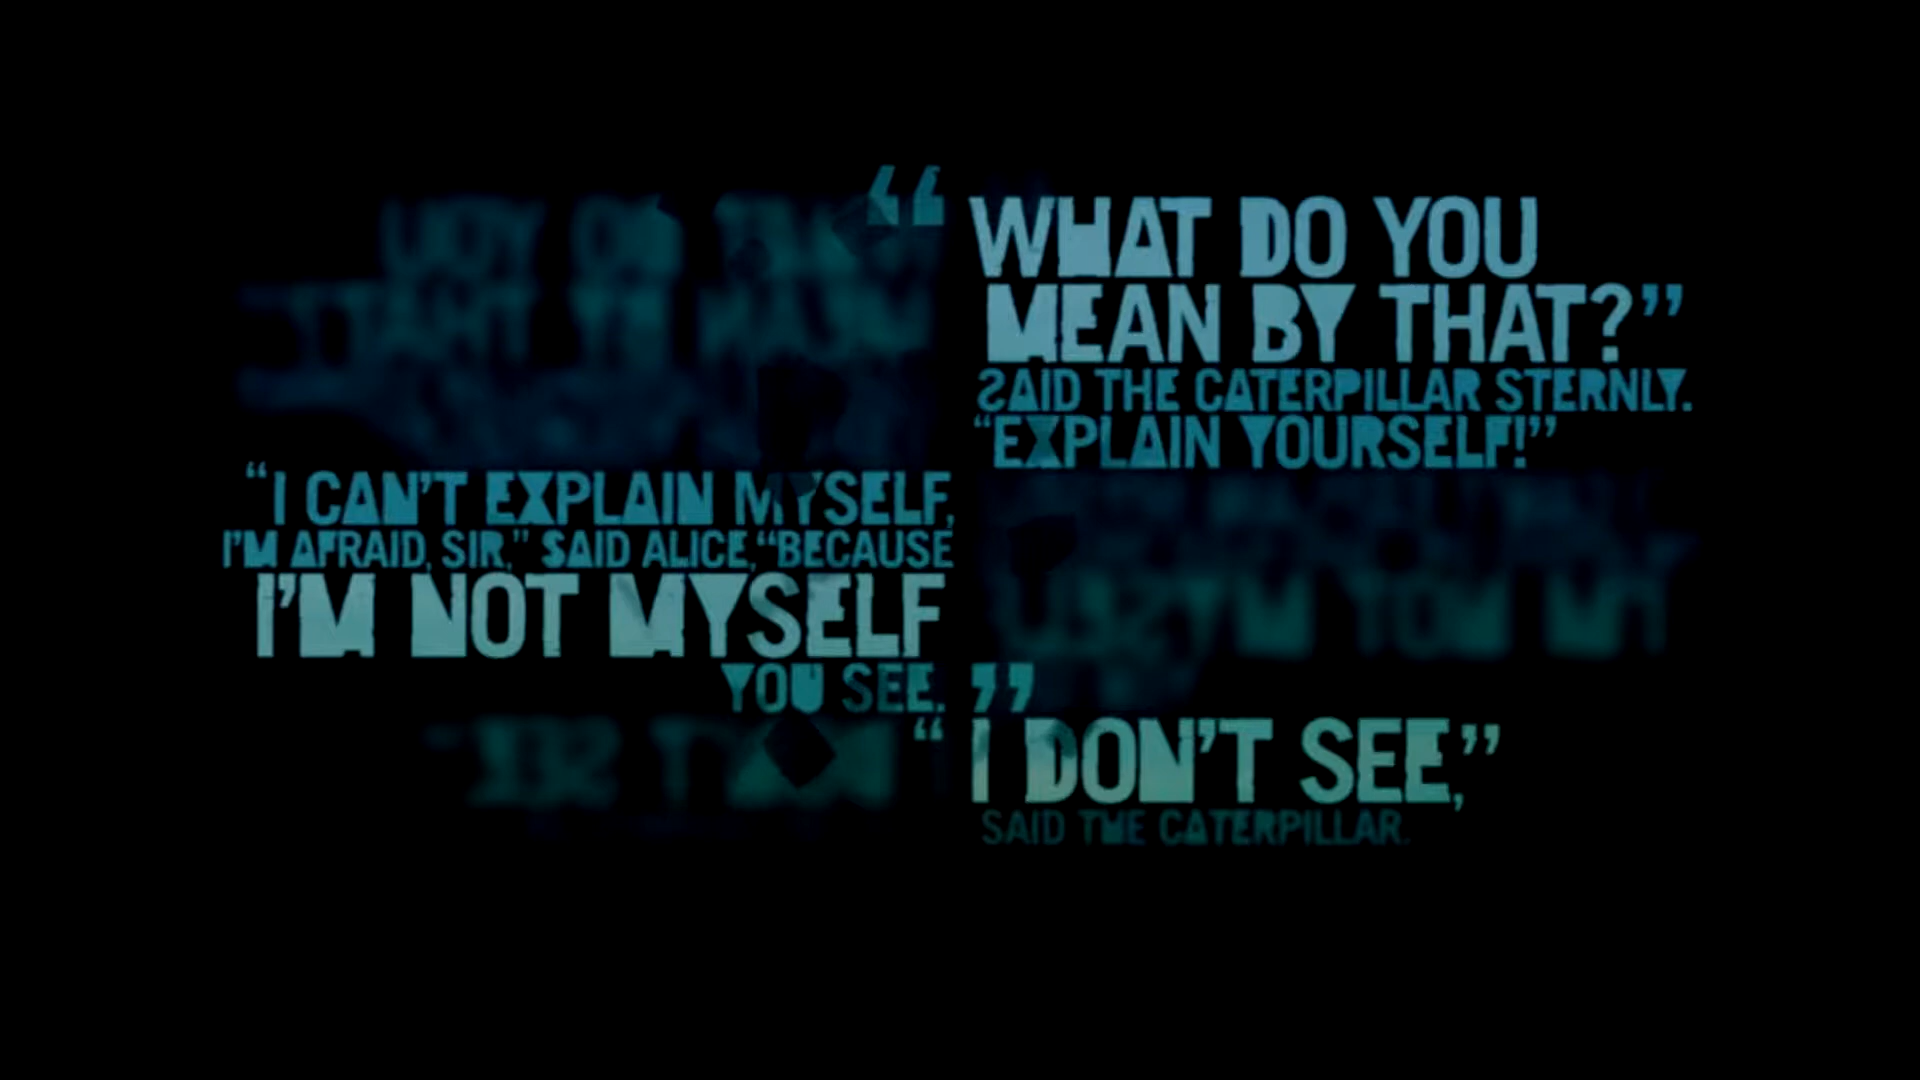 “ WHAT DO YOU
MEAN BY THAT?”
SAID THE CATERPILLAR STERNLY.
“EXPLAIN YOURSELF!”
“I CAN’T EXPLAIN MYSELF,
I’M AFRAID, SIR,” SAID ALICE, “BECAUSE
I’M NOT MYSELF
YOU SEE.”
“I DON’T SEE,”
SAID THE CATERPILLAR.